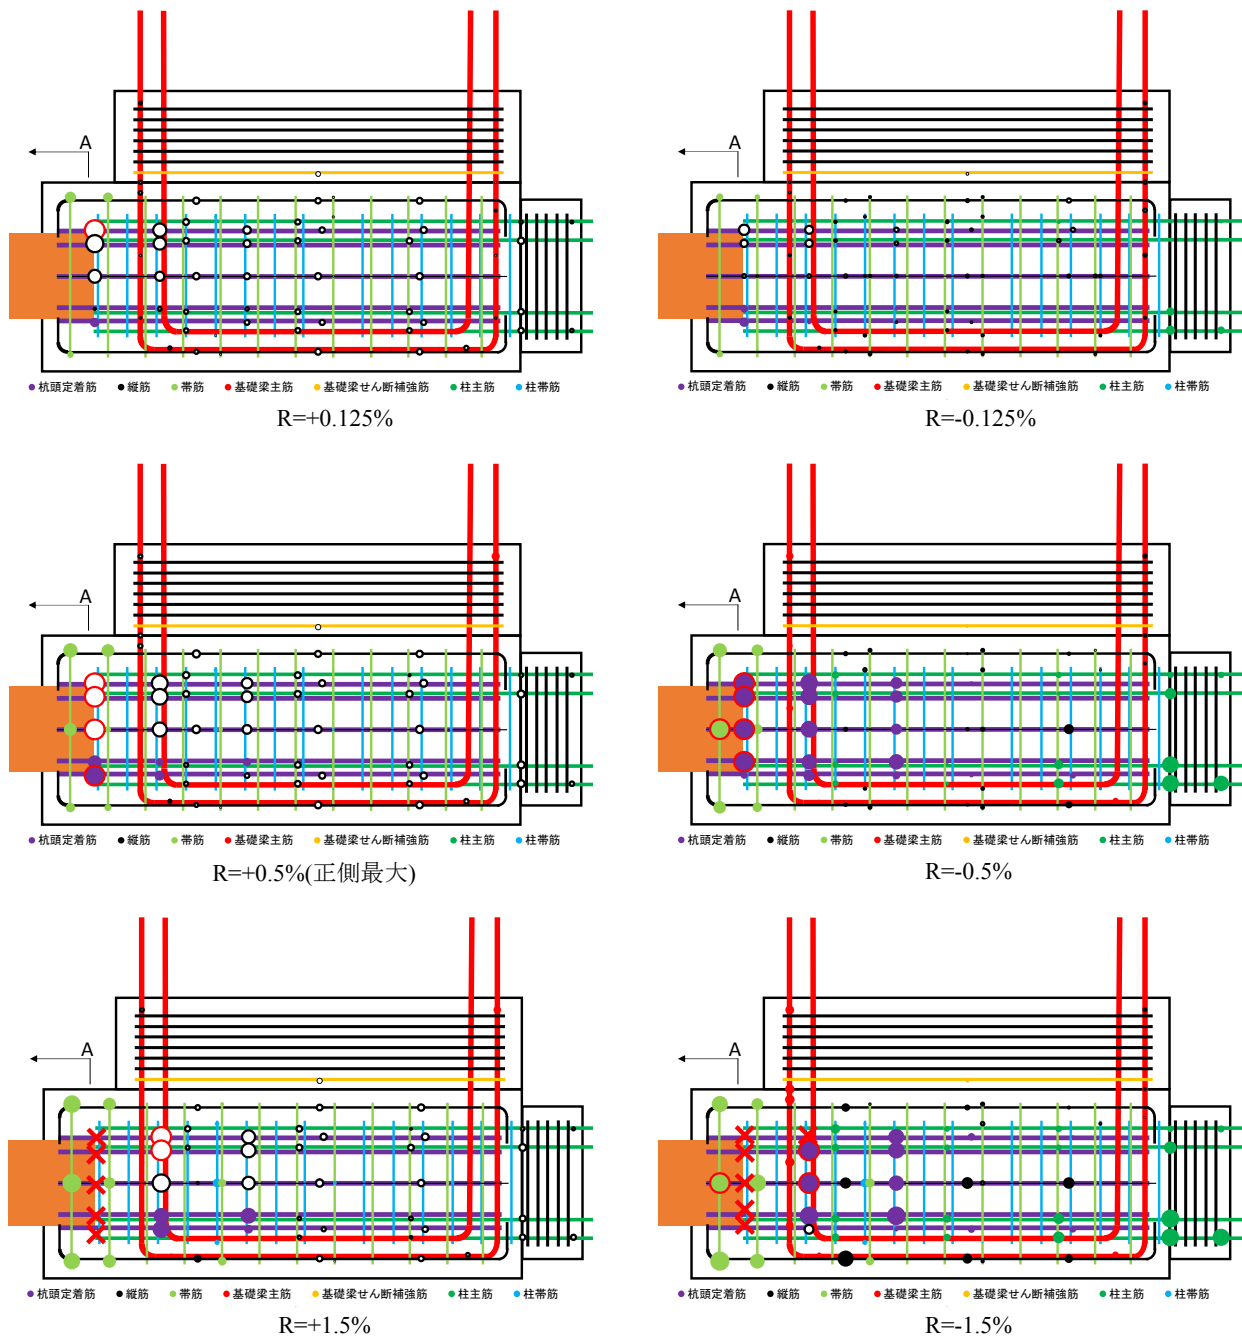 A
A
●杭頭定着筋 ●縦筋 ●帯筋 ●基礎梁主筋 ●基礎梁せん断補強筋 ●柱主筋 ●柱帯筋
●杭頭定着筋 ●縦筋 ●帯筋 ●基礎梁主筋 ●基礎梁せん断補強筋 ●柱主筋 ●柱帯筋
R=+0.125%
R=-0.125%
A
A
●杭頭定着筋 ●縦筋 ●帯筋 ●基礎梁主筋 ●基礎梁せん断補強筋 ●柱主筋 ●柱帯筋
●杭頭定着筋 ●縦筋 ●帯筋 ●基礎梁主筋 ●基礎梁せん断補強筋 ●柱主筋 ●柱帯筋
R=+0.5%(正側最大)
R=-0.5%
A
A
●杭頭定着筋 ●縦筋 ●帯筋 ●基礎梁主筋 ●基礎梁せん断補強筋 ●柱主筋 ●柱帯筋
●杭頭定着筋 ●縦筋 ●帯筋 ●基礎梁主筋 ●基礎梁せん断補強筋 ●柱主筋 ●柱帯筋
R=+1.5%
R=-1.5%